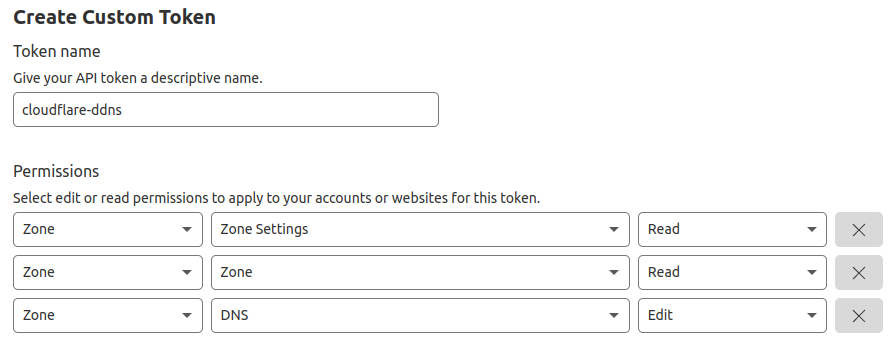 Create Custom Token
Token name
Give your API token a descriptive name.
cloudflare-ddns
Permissions
Select edit or read permissions to apply to your accounts or websites for this token.
Zone Zone Settings Read
Zone Zone Read
Zone DNS Edit